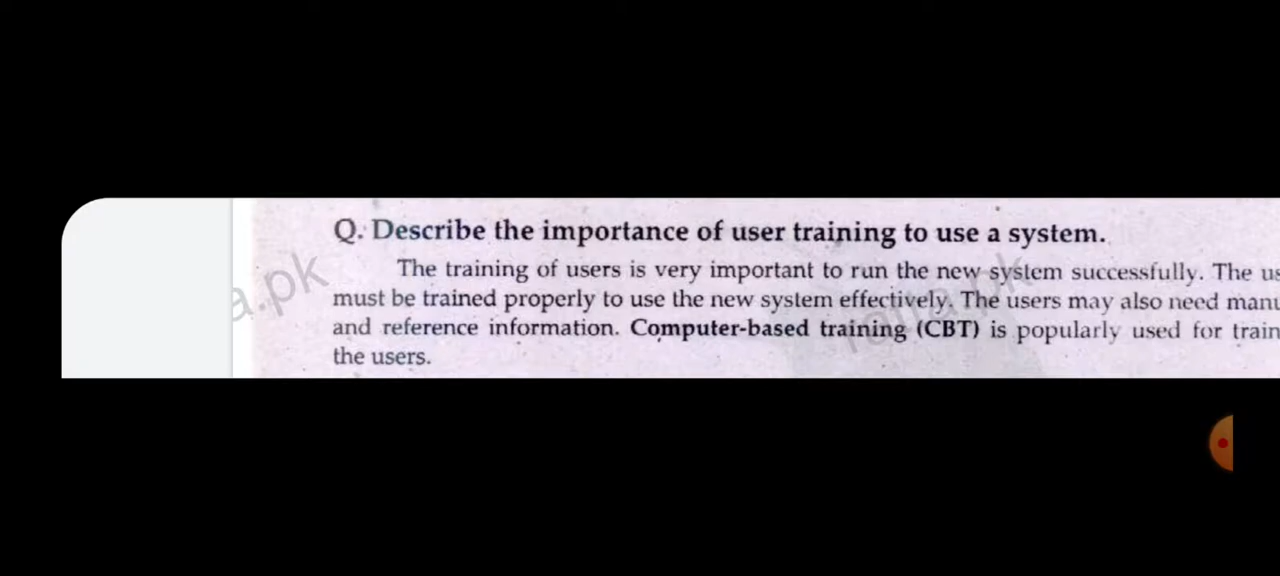 Q. Describe the importance of user training to use a system.
The training of users is very important to run the new system successfully. The
must be trained properly to use the new system effectively. The users may also need
and reference information. Computer-based training (CBT) is popularly used for
the users.
a.pk